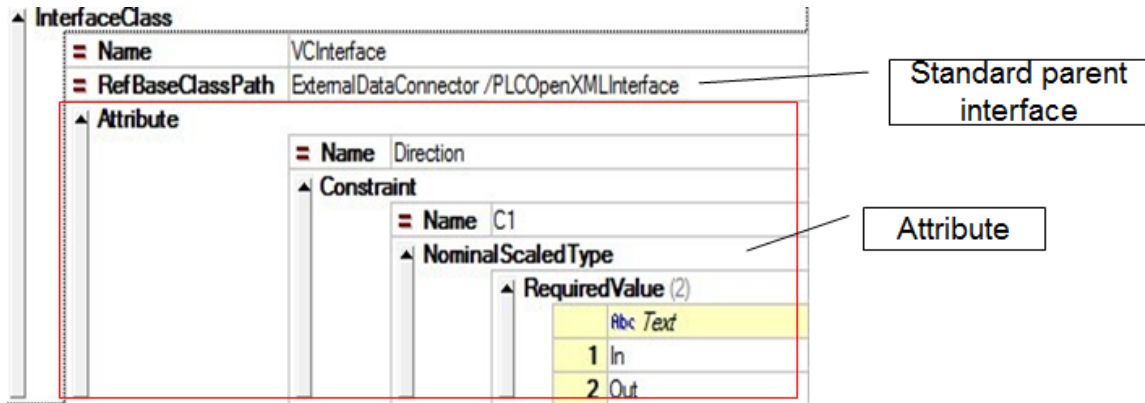 InterfaceClass
= Name VCInterface
= RefBaseClassPath ExternalDataConnector /PLCOpenXMLInterface
Standard parent
interface
Attribute
= Name Direction
Constraint
= Name C1
Attribute
NominalScaledType
RequiredValue (2)
Abc Text
1 In
2 Out